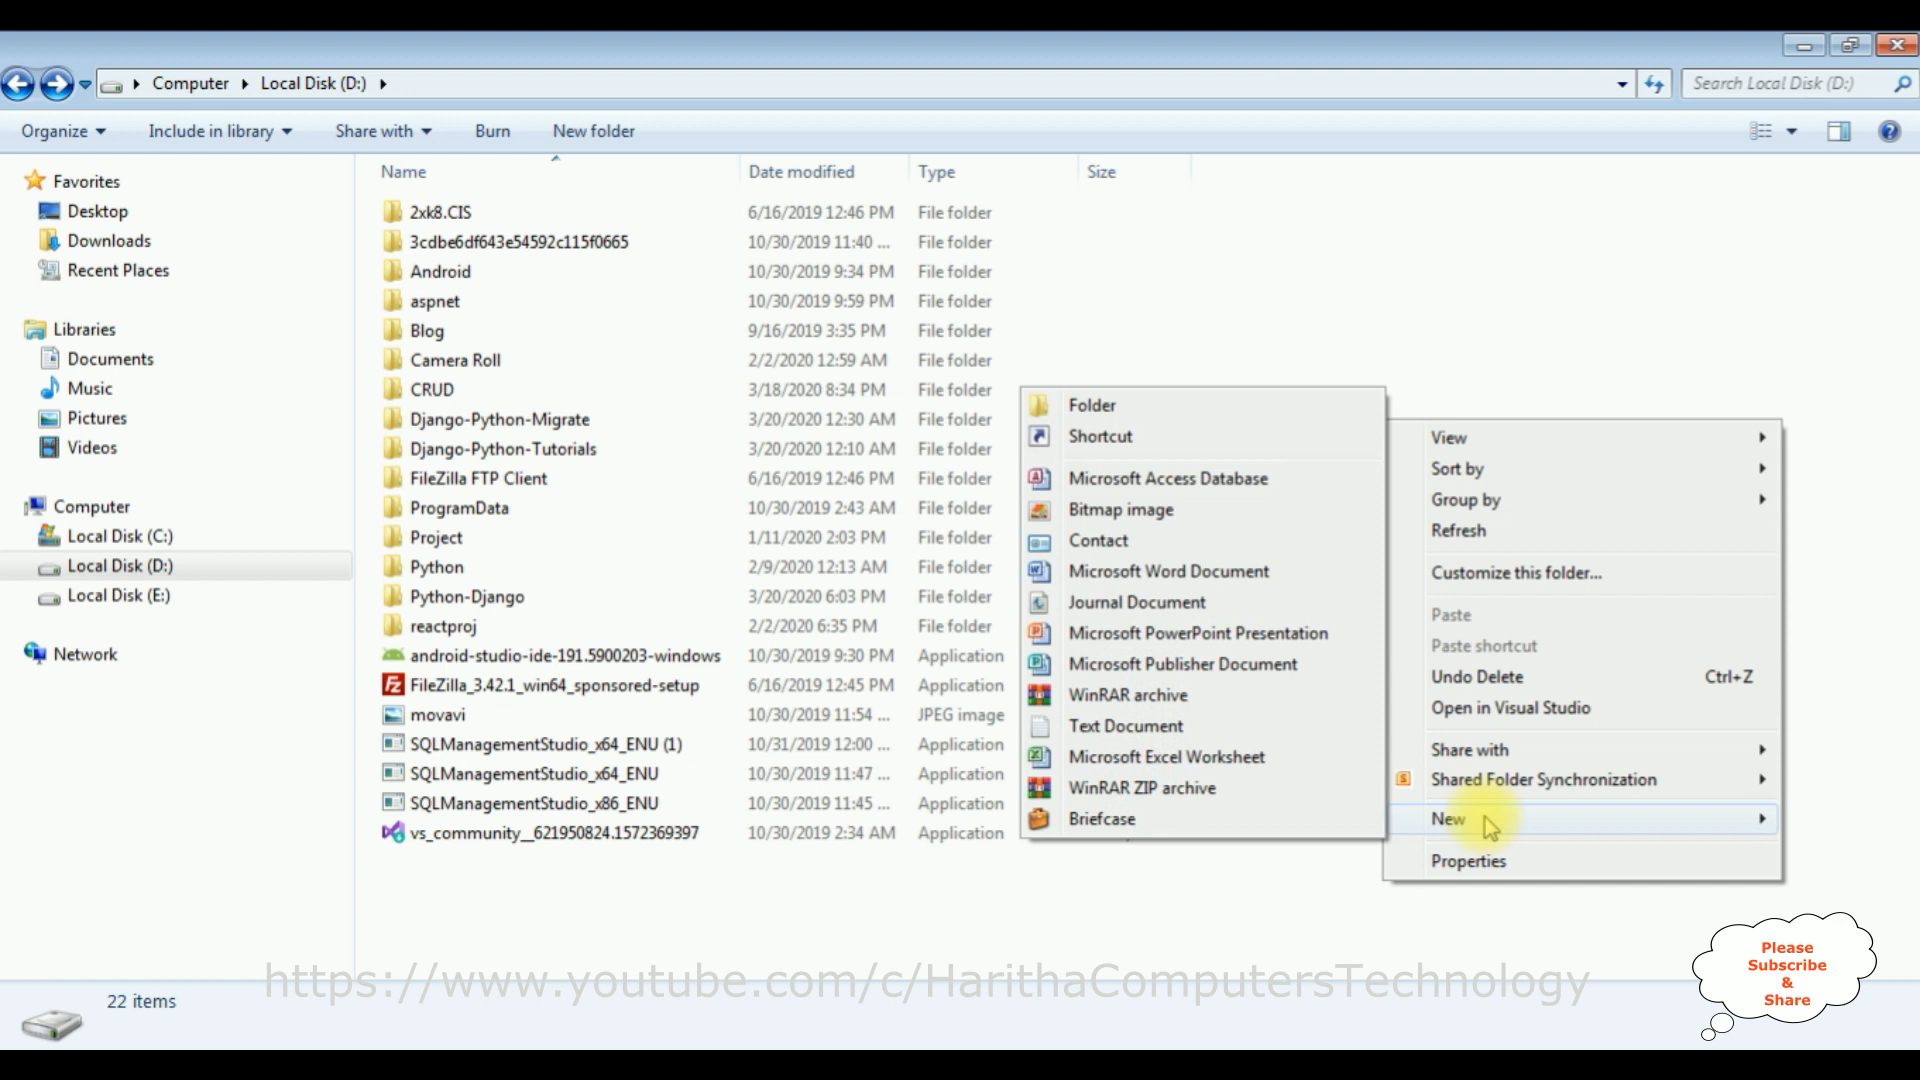 Computer Local Disk (D:)
Search Local Disk (D:)
Organize Include in library Share with Burn New folder
Name Date modified Type Size
Favorites
Desktop
Downloads
Recent Places
Libraries
Documents
Music
Pictures
Videos
Computer
Local Disk (C:)
Local Disk (D:)
Local Disk (E:)
Network
2xk8.CIS 6/16/2019 12:46 PM File folder
3cdbe6df643e54592c115f0665 10/30/2019 11:40 ... File folder
Android 10/30/2019 9:34 PM File folder
aspnet 10/30/2019 9:59 PM File folder
Blog 9/16/2019 3:35 PM File folder
Camera Roll 2/2/2020 12:59 AM File folder
CRUD 3/18/2020 8:34 PM File folder
Django-Python-Migrate 3/20/2020 12:30 AM File folder
Django-Python-Tutorials 3/20/2020 12:10 AM File folder
FileZilla FTP Client 6/16/2019 12:46 PM File folder
ProgramData 10/30/2019 2:43 AM File folder
Project 1/11/2020 2:03 PM File folder
Python 2/9/2020 12:13 AM File folder
Python-Django 3/20/2020 6:03 PM File folder
reactproj 2/2/2020 6:35 PM File folder
android-studio-ide-191.5900203-windows 10/30/2019 9:30 PM Application
FileZilla_3.42.1_win64_sponsored-setup 6/16/2019 12:45 PM Application
movavi 10/30/2019 11:54 ... JPEG image
SQLManagementStudio_x64_ENU (1) 10/31/2019 12:00 ... Application
SQLManagementStudio_x64_ENU 10/30/2019 11:47 ... Application
SQLManagementStudio_x86_ENU 10/30/2019 11:45 ... Application
vs_community__621950824.1572369397 10/30/2019 2:34 AM Application
Folder
Shortcut
Microsoft Access Database
Bitmap image
Contact
Microsoft Word Document
Journal Document
Microsoft PowerPoint Presentation
Microsoft Publisher Document
WinRAR archive
Text Document
Microsoft Excel Worksheet
WinRAR ZIP archive
Briefcase
View
Sort by
Group by
Refresh
Customize this folder...
Paste
Paste shortcut
Undo Delete Ctrl+Z
Open in Visual Studio
Share with
Shared Folder Synchronization
New
Properties
22 items
https://www.youtube.com/c/HarithaComputersTechnology
Please
Subscribe
&
Share